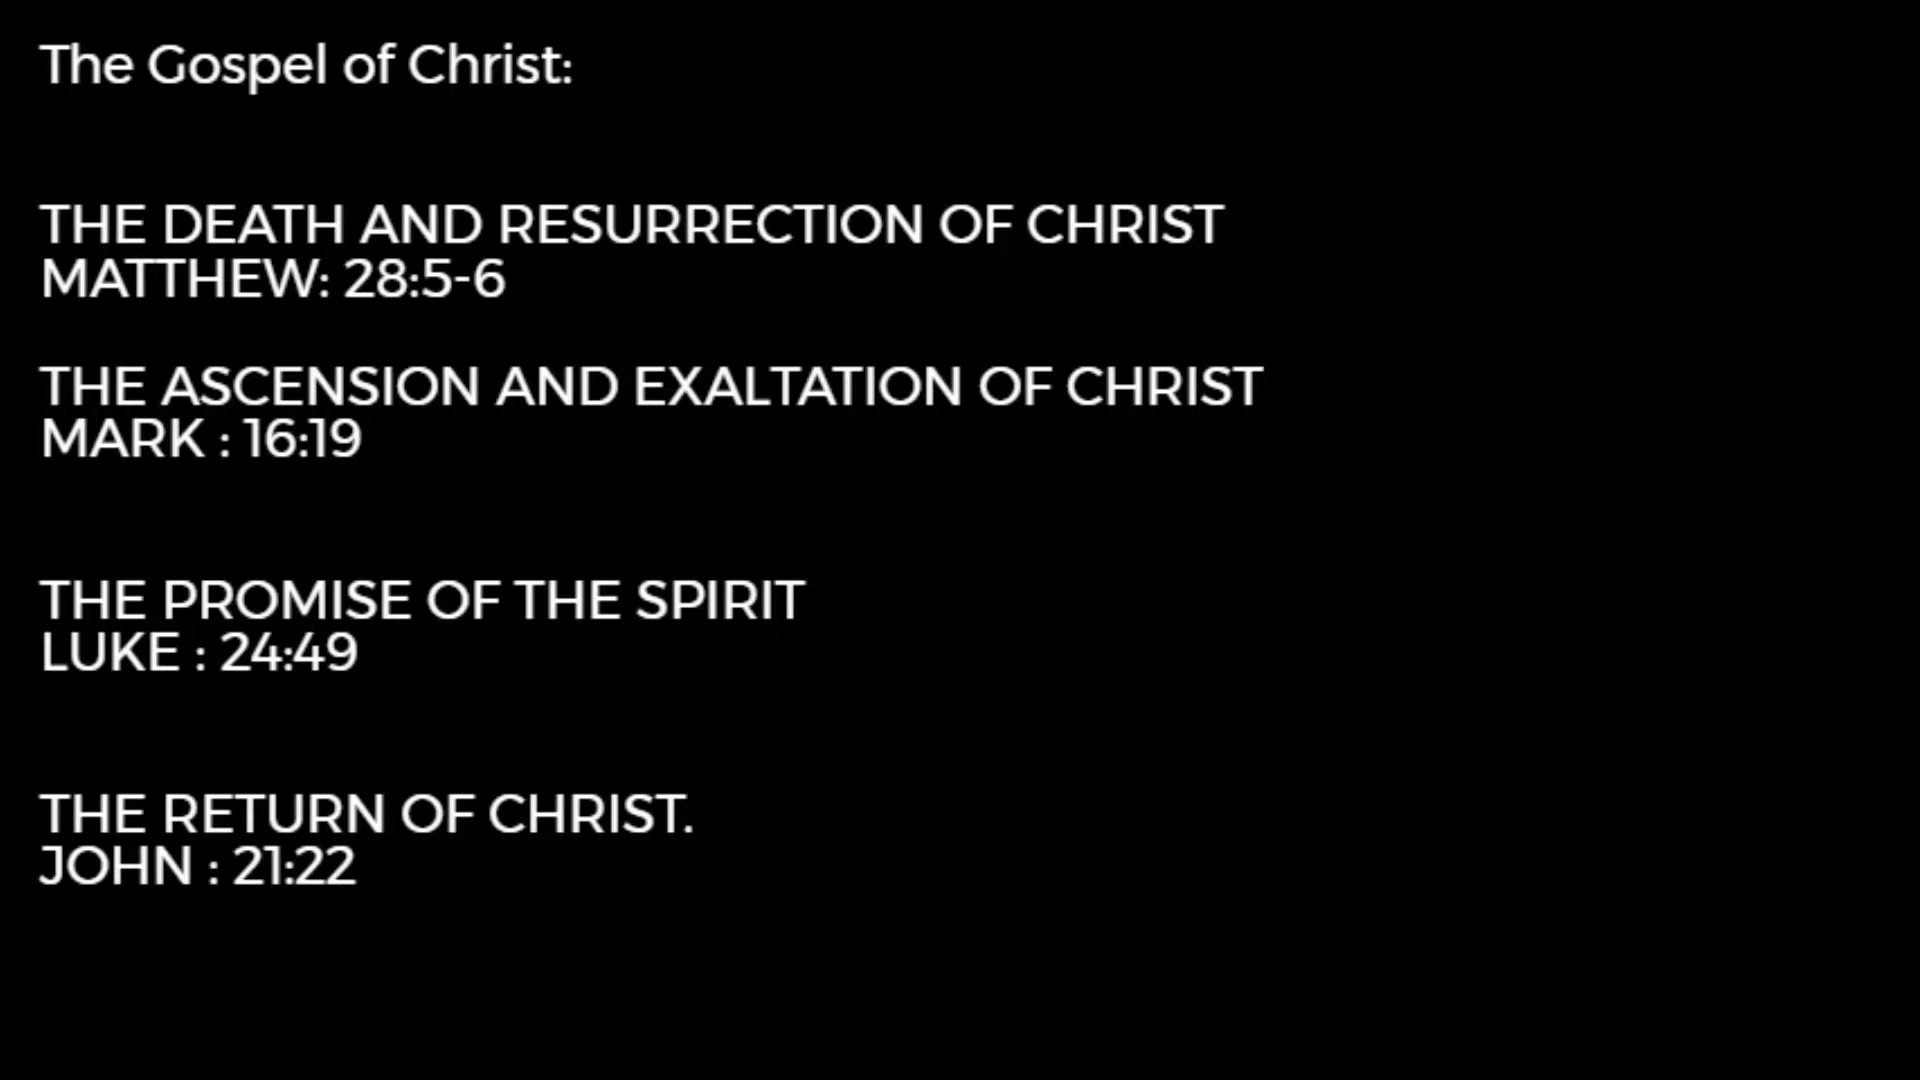 The Gospel of Christ:
THE DEATH AND RESURRECTION OF CHRIST
MATTHEW: 28:5-6
THE ASCENSION AND EXALTATION OF CHRIST
MARK : 16:19
THE PROMISE OF THE SPIRIT
LUKE : 24:49
THE RETURN OF CHRIST.
JOHN : 21:22